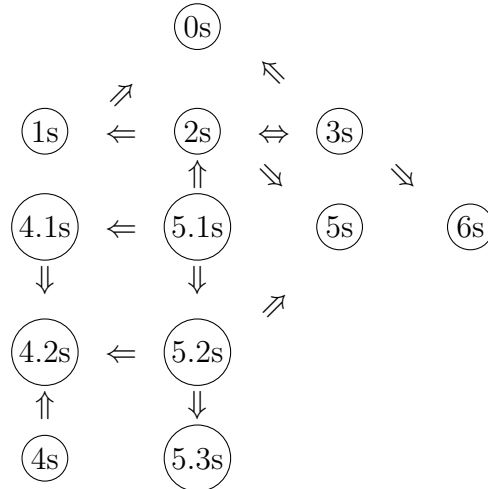 0s
⇗ ⇖
1s ⇐ 2s ⇔ 3s
⇑ ⇘ ⇘
4.1s ⇐ 5.1s 5s 6s
⇓ ⇓ ⇗
4.2s ⇐ 5.2s
⇑ ⇓
4s 5.3s